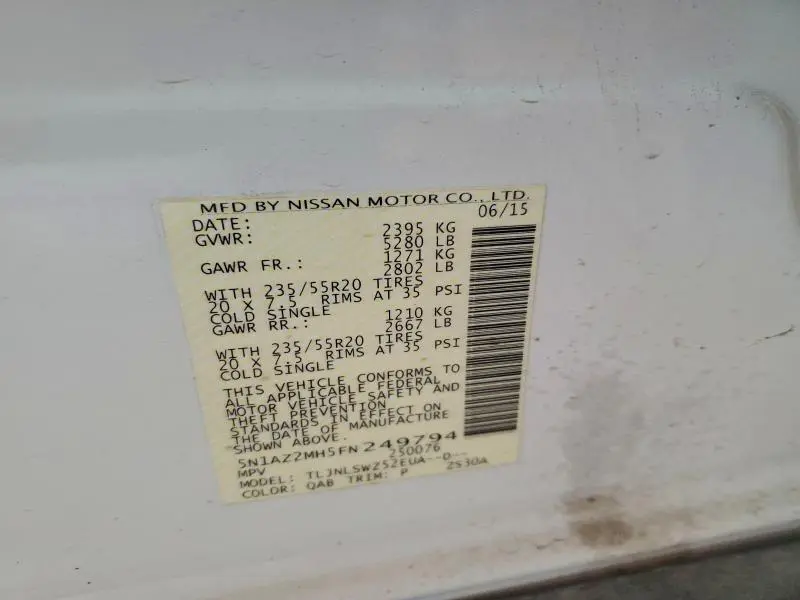 MFD BY NISSAN MOTOR CO., LTD.
DATE: 06/15
GVWR: 2395 KG
5280 LB
GAWR FR.: 1271 KG
2802 LB
WITH 235/55R20 TIRES
20 X 7.5 RIMS AT 35 PSI
COLD SINGLE
GAWR RR.: 1210 KG
2667 LB
WITH 235/55R20 TIRES
20 X 7.5 RIMS AT 35 PSI
COLD SINGLE
THIS VEHICLE CONFORMS TO
ALL APPLICABLE FEDERAL
MOTOR VEHICLE SAFETY AND
THEFT PREVENTION
STANDARDS IN EFFECT ON
THE DATE OF MANUFACTURE
SHOWN ABOVE.
5N1AZ2MH5FN249794
MPV 250076
MODEL: TLJNLSWZ52EUA--D--
COLOR: QAB TRIM: P 2S30A